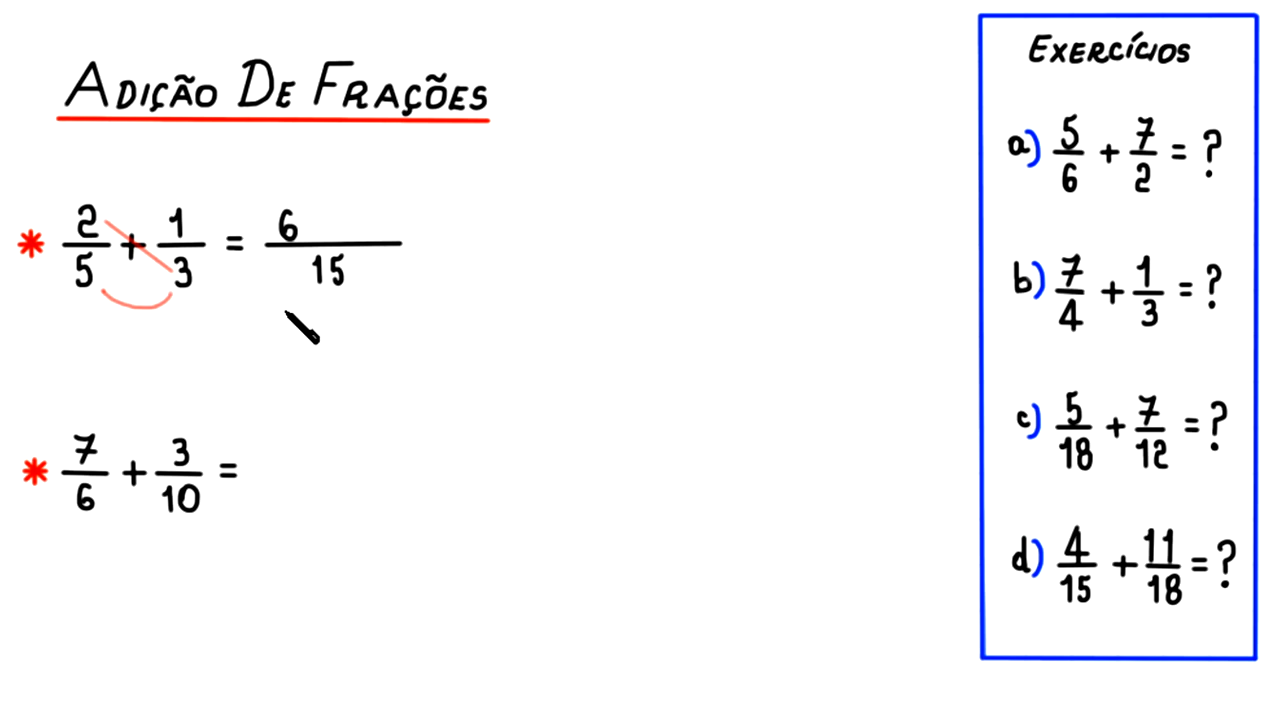 ADIÇÃO DE FRAÇÕES
* 2/5 + 1/3 = 6/15
* 7/6 + 3/10 =
EXERCÍCIOS
a) 5/6 + 7/2 = ?
b) 7/4 + 1/3 = ?
c) 5/18 + 7/12 = ?
d) 4/15 + 11/18 = ?